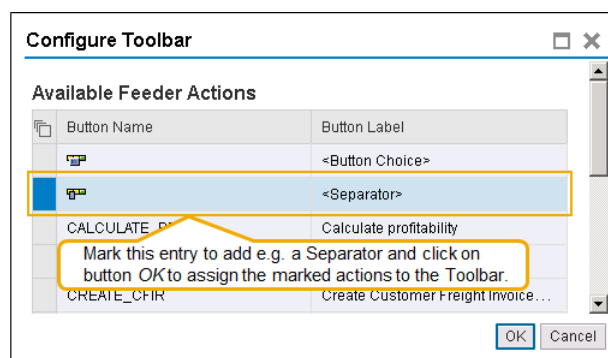 Configure Toolbar
Available Feeder Actions
Button Name Button Label
<Button Choice>
<Separator>
Calculate profitability
Mark this entry to add e.g. a Separator and click on
button OK to assign the marked actions to the Toolbar.
CREATE_CFIR Create Customer Freight Invoice...
OK Cancel